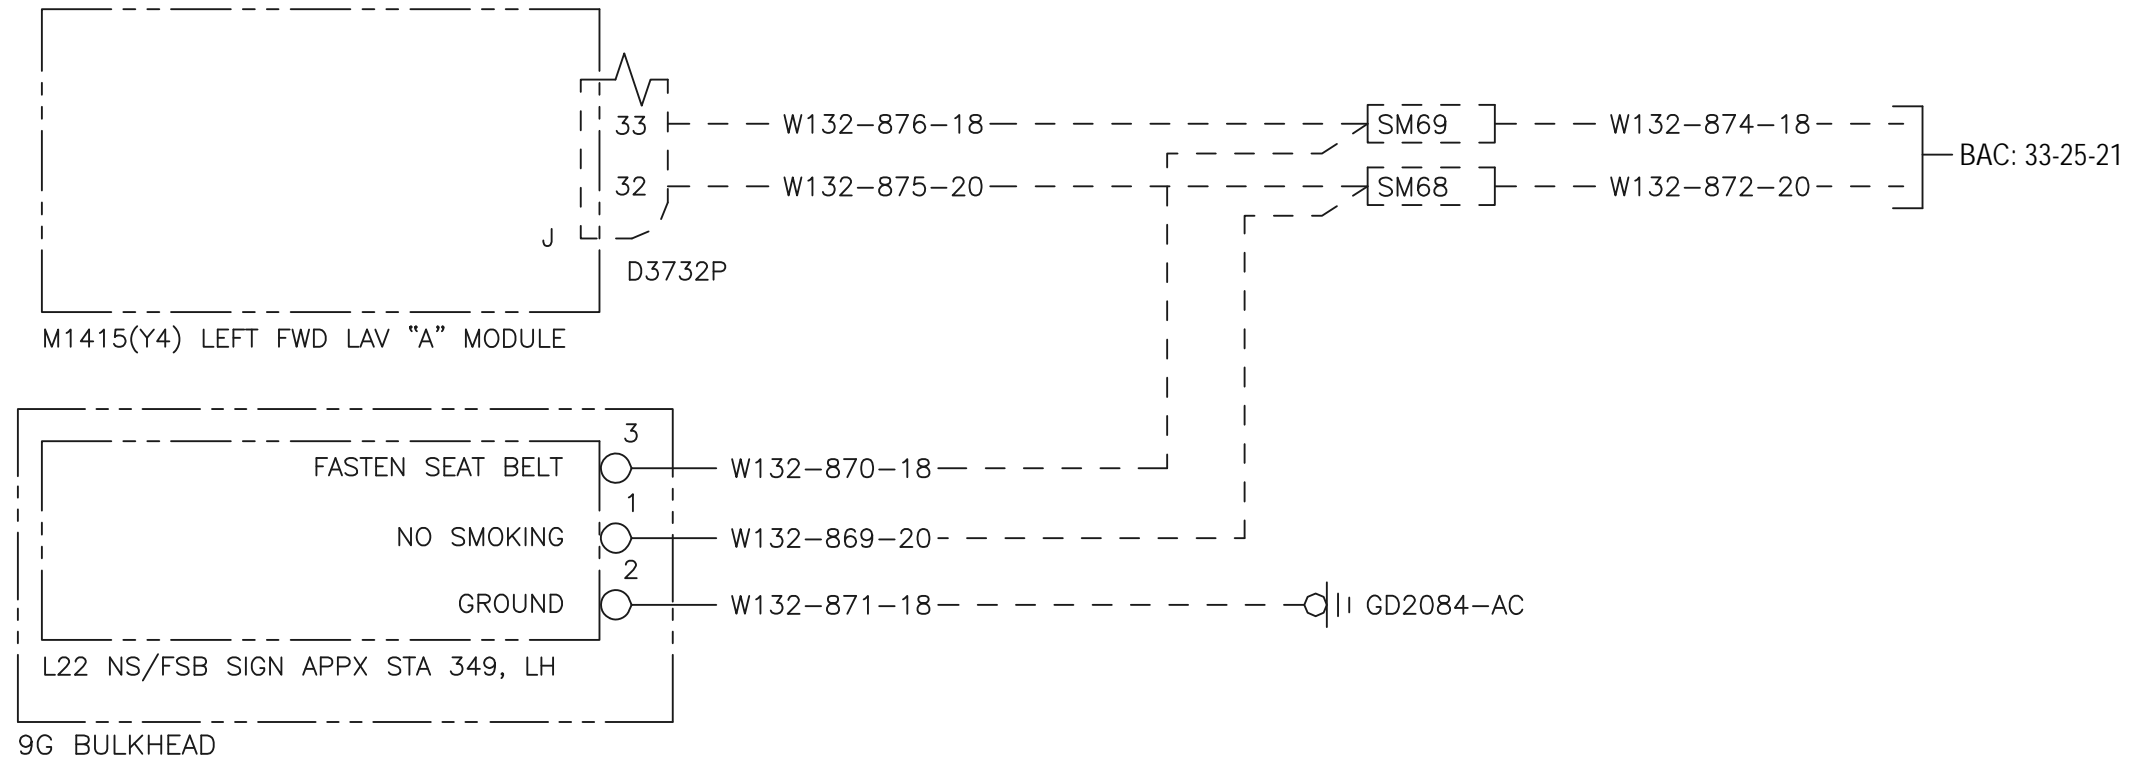 33 W132-876-18 SM69 W132-874-18
BAC: 33-25-21
32 W132-875-20 SM68 W132-872-20
J
D3732P
M1415(Y4) LEFT FWD LAV “A” MODULE
3
FASTEN SEAT BELT W132-870-18
1
NO SMOKING W132-869-20
2
GROUND W132-871-18 GD2084-AC
L22 NS/FSB SIGN APPX STA 349, LH
9G BULKHEAD